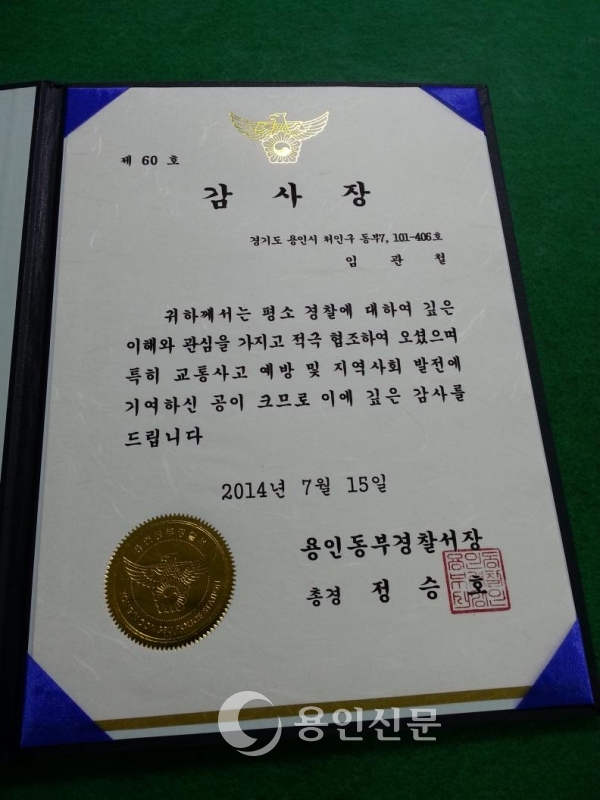 제 60 호
감 사 장
경기도 용인시 처인구 동부7, 101-406호
임 관 철
귀하께서는 평소 경찰에 대하여 깊은
이해와 관심을 가지고 적극 협조하여 오셨으며
특히 교통사고 예방 및 지역사회 발전에
기여하신 공이 크므로 이에 깊은 감사를
드립니다
2014년 7월 15일
용인동부경찰서장
총경 정 승 호
용인신문